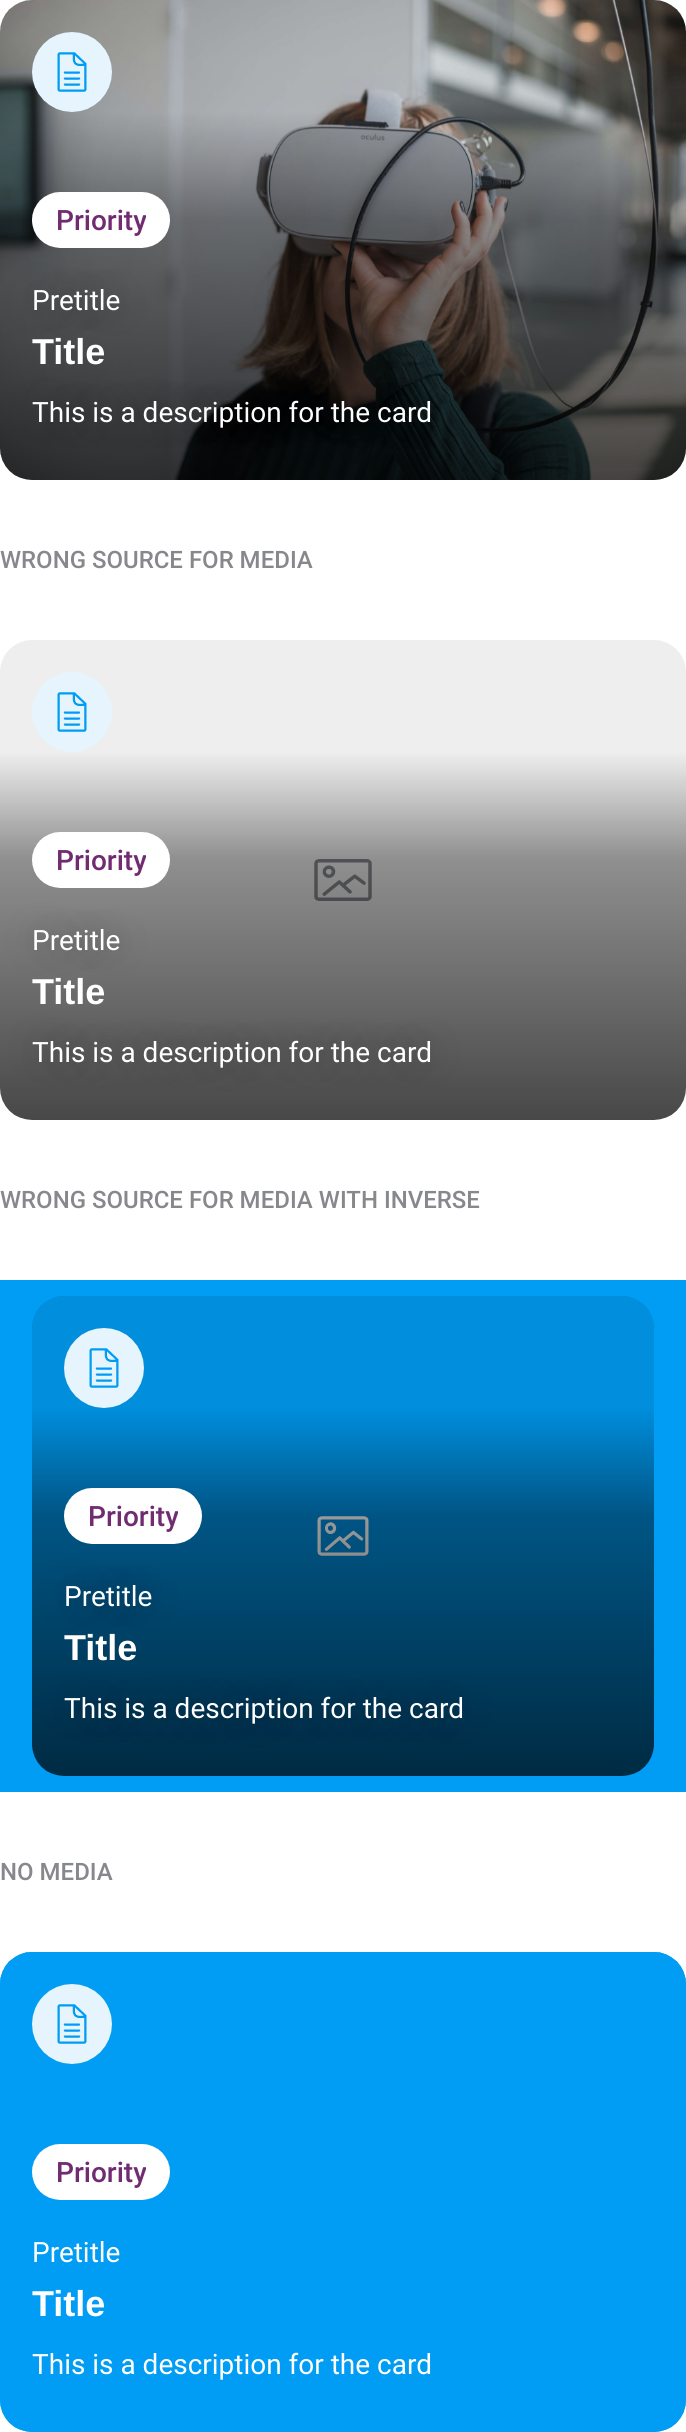 oculus
Priority
Pretitle
Title
This is a description for the card
WRONG SOURCE FOR MEDIA
Priority
Pretitle
Title
This is a description for the card
WRONG SOURCE FOR MEDIA WITH INVERSE
Priority
Pretitle
Title
This is a description for the card
NO MEDIA
Priority
Pretitle
Title
This is a description for the card